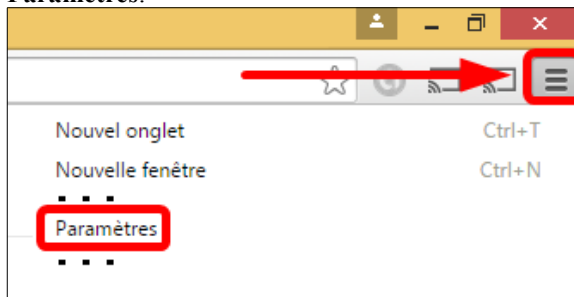 Paramètres.
Nouvel onglet Ctrl+T
Nouvelle fenêtre Ctrl+N
...
Paramètres
...